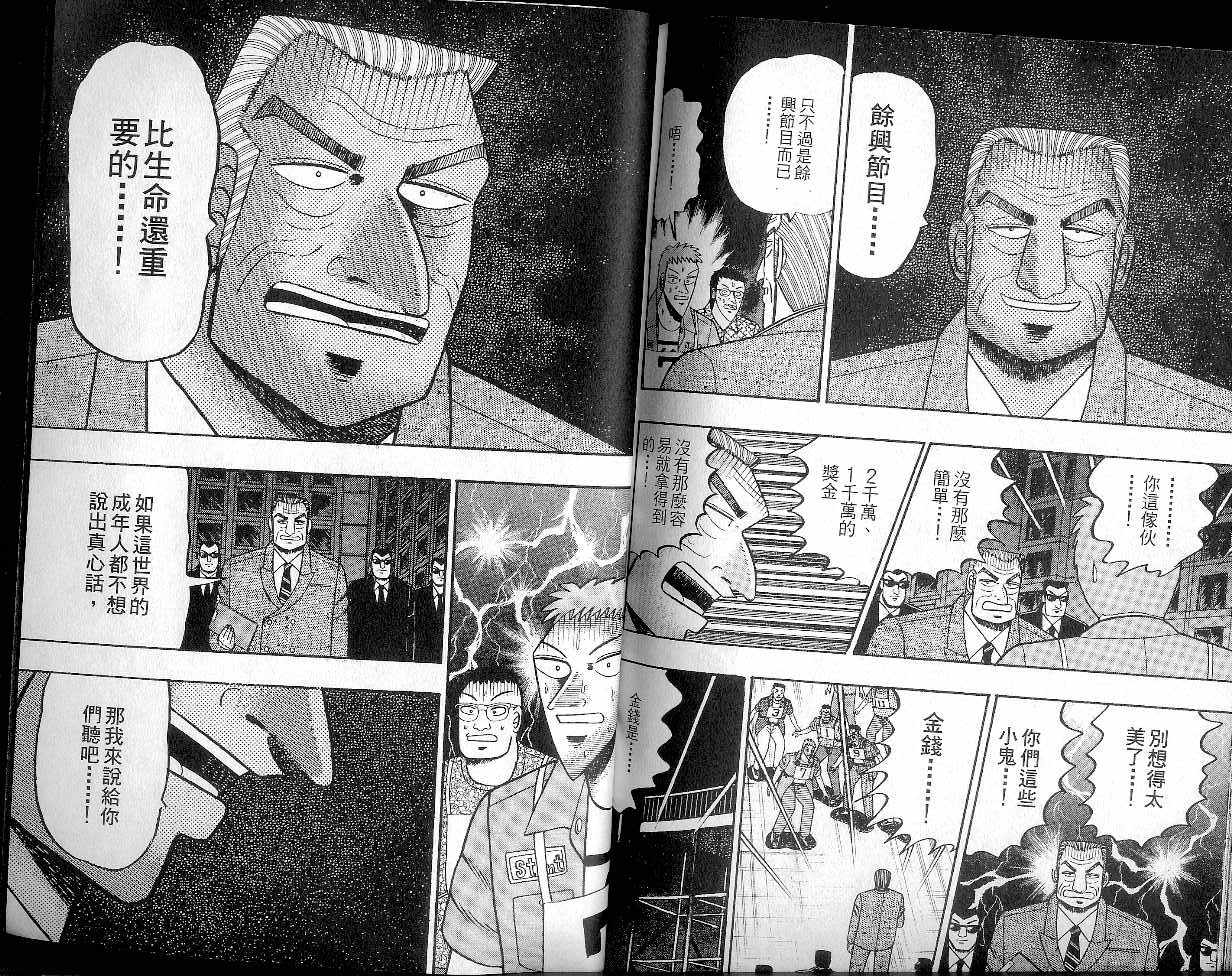 餘興節目……
只不過是餘
興節目而已
……！
唔……！
……
你這傢伙
……！
沒有那麼
簡單…！
2千萬、
1千萬的
獎金
沒有那麼容
易就拿得到
的…！
別想得太
美了…！
你們這些
小鬼…！
金錢……
金錢是……
比生命還重
要的……！
St
如果這世界的
成年人都不想
說出真心話，
那我來說給你
們聽吧……！